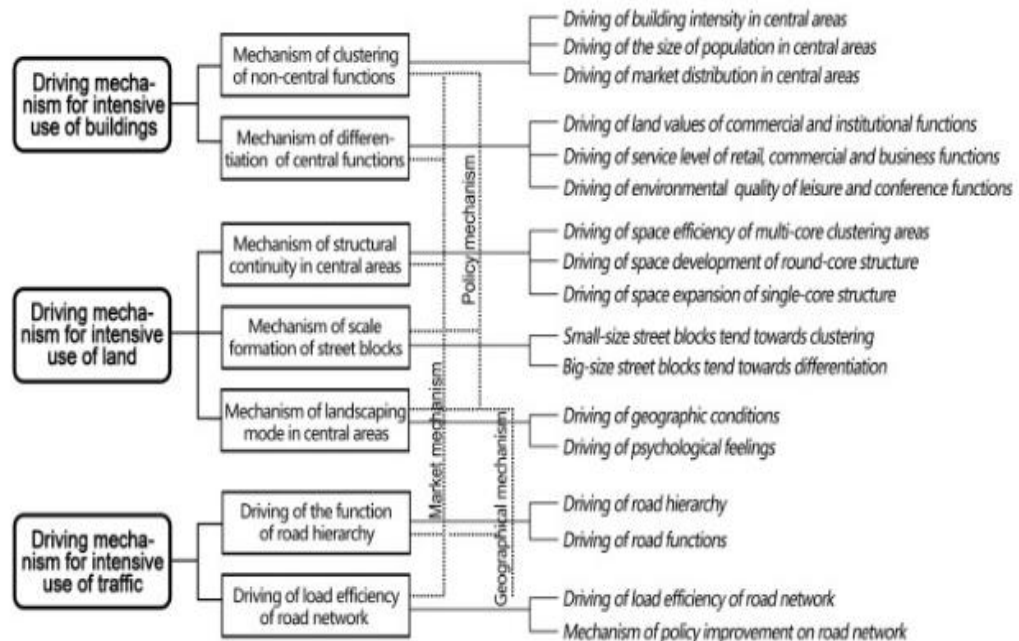 Driving mecha-
nism for intensive
use of buildings
Mechanism of clustering
of non-central functions
Driving of building intensity in central areas
Driving of the size of population in central areas
Driving of market distribution in central areas
Mechanism of differen-
tiation of central functions
Driving of land values of commercial and institutional functions
Driving of service level of retail, commercial and business functions
Driving of environmental quality of leisure and conference functions
Driving mecha-
nism for intensive
use of land
Mechanism of structural
continuity in central areas
Driving of space efficiency of multi-core clustering areas
Driving of space development of round-core structure
Driving of space expansion of single-core structure
Mechanism of scale
formation of street blocks
Small-size street blocks tend towards clustering
Big-size street blocks tend towards differentiation
Mechanism of landscaping
mode in central areas
Driving of geographic conditions
Driving of psychological feelings
Driving mecha-
nism for intensive
use of traffic
Driving of the function
of road hierarchy
Driving of road hierarchy
Driving of road functions
Driving of load efficiency
of road network
Driving of load efficiency of road network
Mechanism of policy improvement on road network
Market mechanism
Policy mechanism
Geographical mechanism